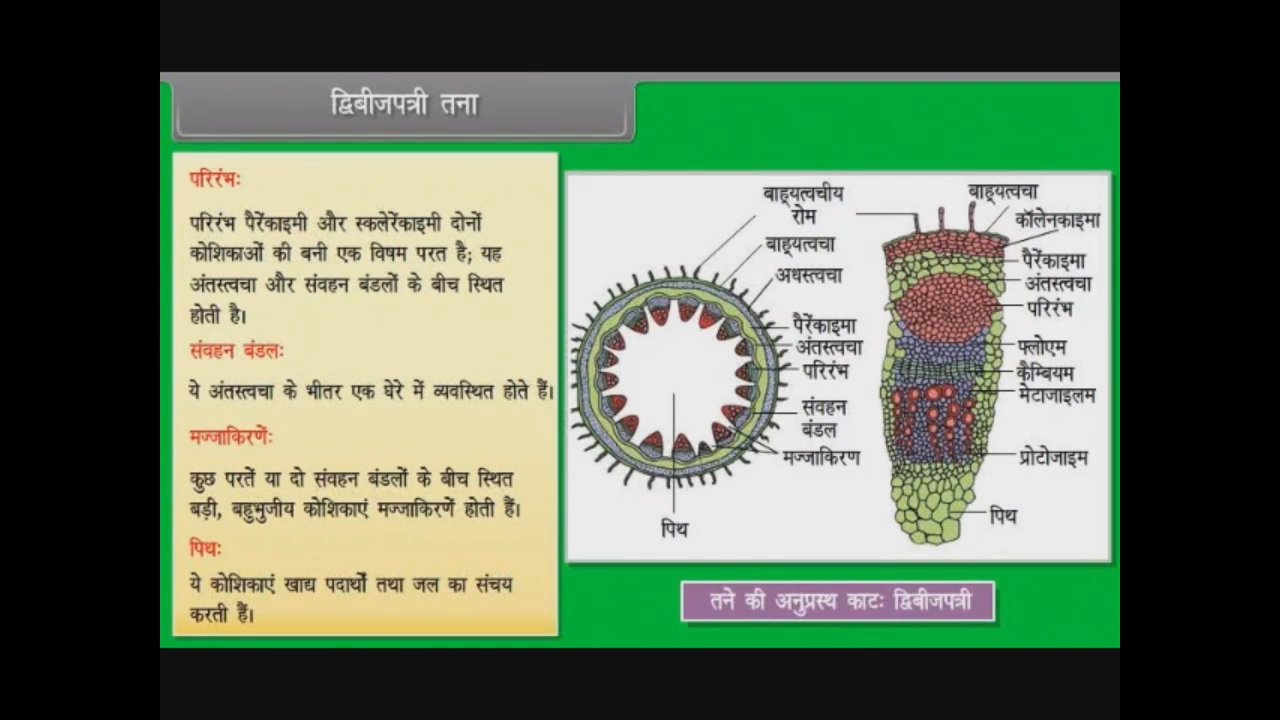 द्विबीजपत्री तना
परिरंभः
परिरंभ पैरेंकाइमी और स्कलेरेंकाइमी दोनों
कोशिकाओं की बनी एक विषम परत है; यह
अंतस्त्वचा और संवहन बंडलों के बीच स्थित
होती है।
संवहन बंडलः
ये अंतस्त्वचा के भीतर एक घेरे में व्यवस्थित होते हैं।
मज्जाकिरणेंः
कुछ परतें या दो संवहन बंडलों के बीच स्थित
बड़ी, बहुभुजीय कोशिकाएं मज्जाकिरणें होती हैं।
पिथः
ये कोशिकाएं खाद्य पदार्थों तथा जल का संचय
करती हैं।
बाह्यत्वचीय
रोम
बाह्यत्वचा
अधस्त्वचा
पैरेंकाइमा
अंतस्त्वचा
परिरंभ
संवहन
बंडल
मज्जाकिरण
पिथ
बाह्यत्वचा
कॉलेनकाइमा
पैरेंकाइमा
अंतस्त्वचा
परिरंभ
फ्लोएम
कैम्बियम
मेटाजाइलम
प्रोटोजाइम
पिथ
तने की अनुप्रस्थ काटः द्विबीजपत्री